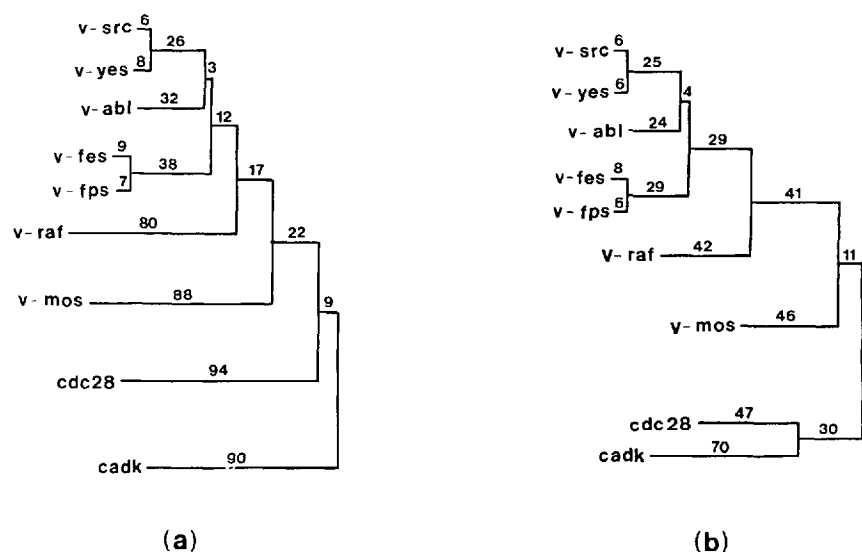 6
v-src
26
8
v-yes
3
32
v-abl
12
9
v-fes
38
7
v-fps
17
80
v-raf
22
88
v-mos
9
94
cdc28
90
cadk
(a)
6
v-src
25
6
v-yes
4
24
v-abl
29
8
v-fes
29
6
v-fps
41
42
v-raf
11
46
v-mos
47
cdc28
30
70
cadk
(b)